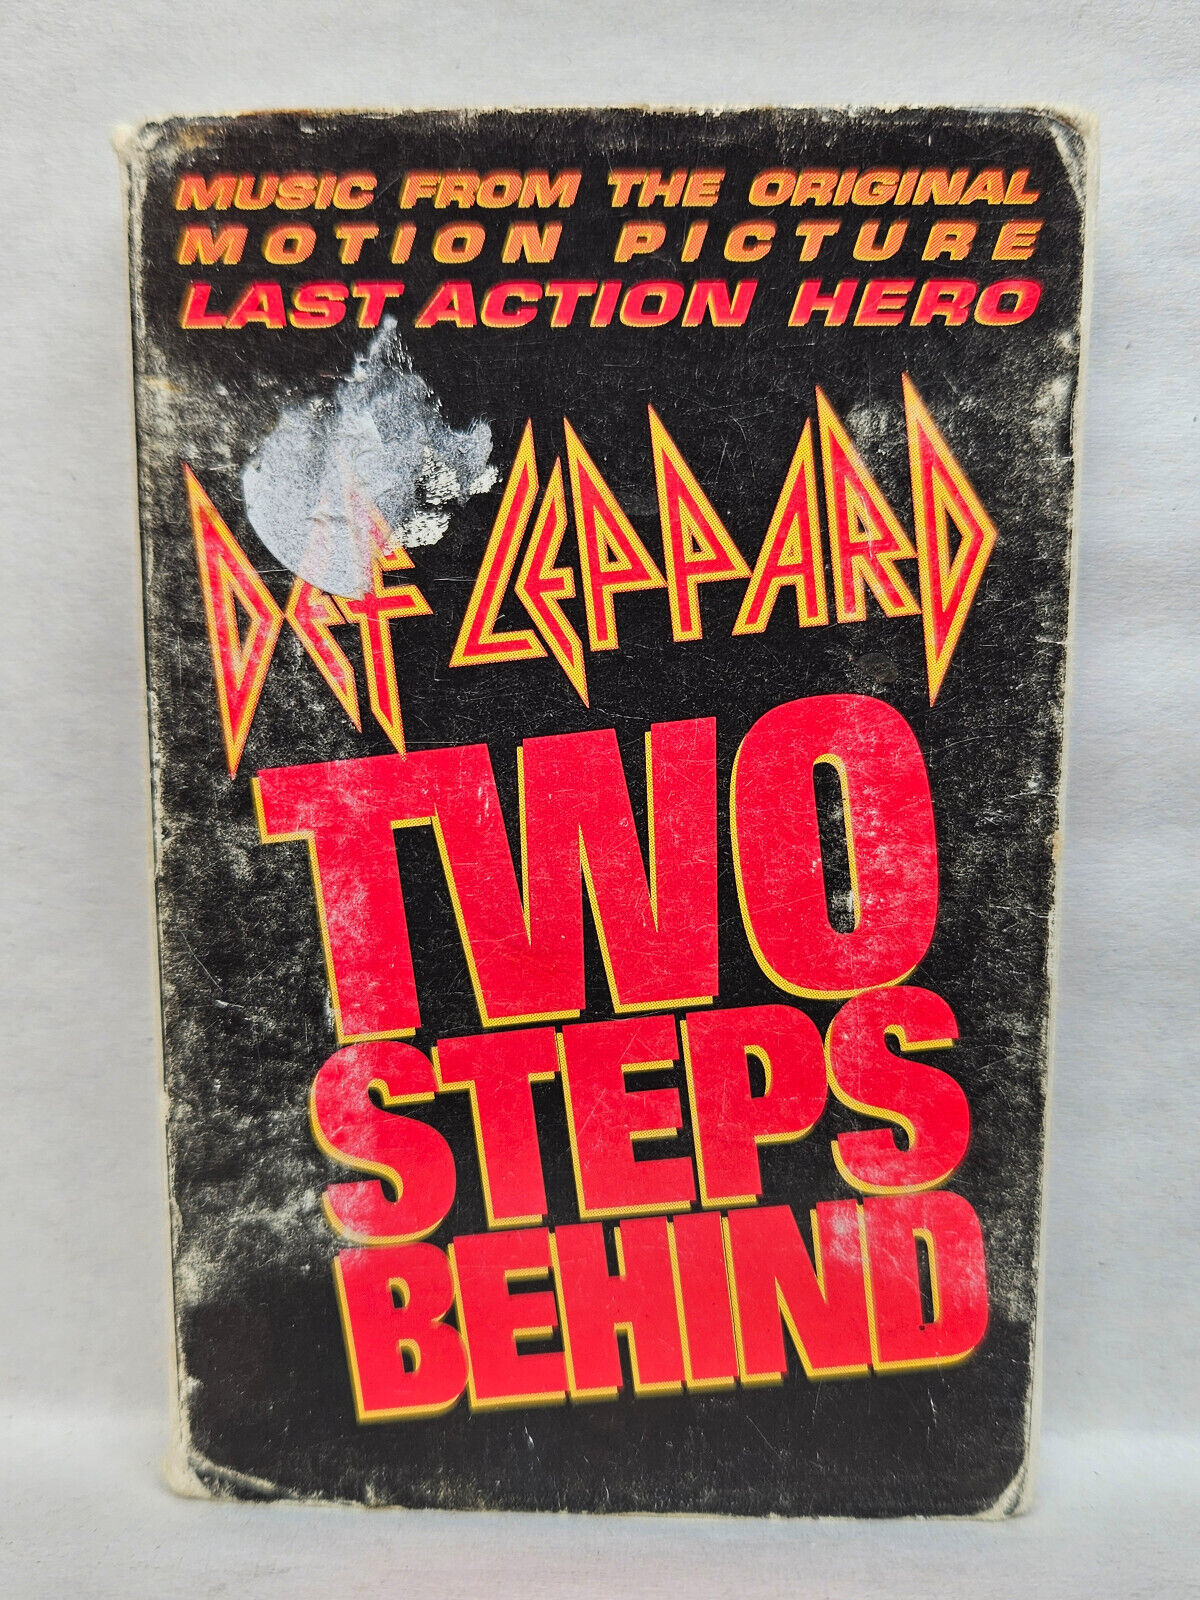 MUSIC FROM THE ORIGINAL
MOTION PICTURE
LAST ACTION HERO
DEF LEPPARD
TWO
STEPS
BEHIND